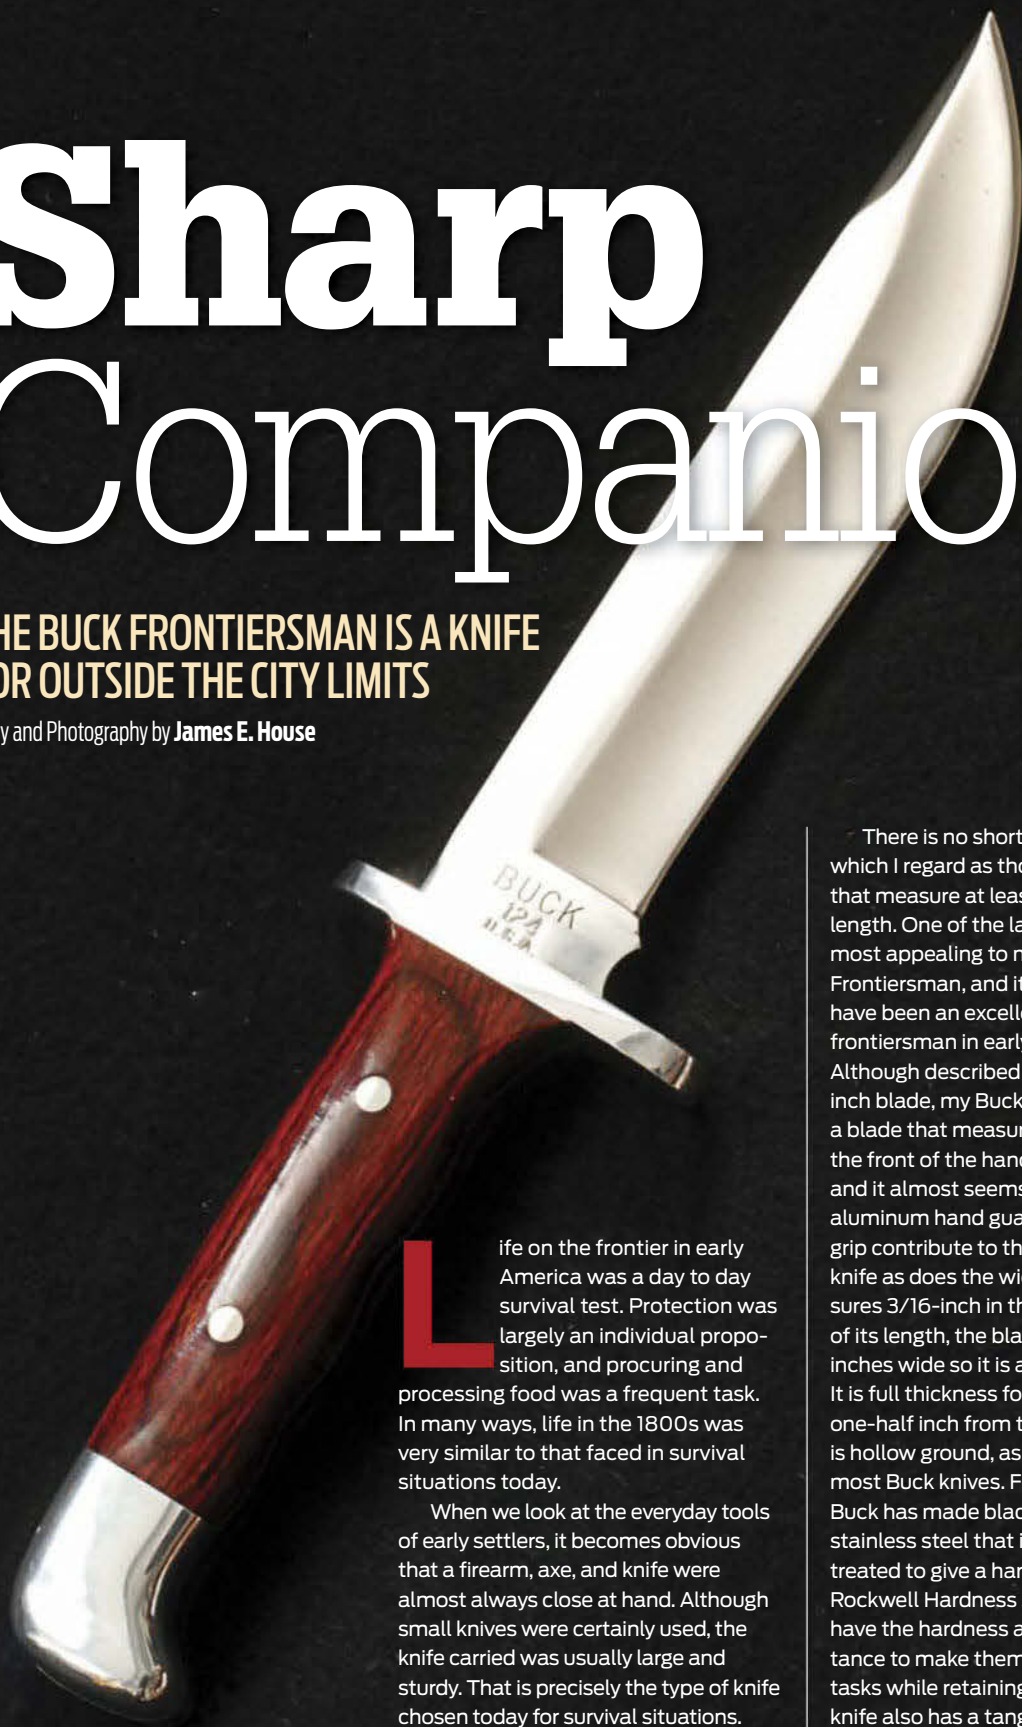 Sharp
Companio
HE BUCK FRONTIERSMAN IS A KNIFE
OR OUTSIDE THE CITY LIMITS
y and Photography by James E. House
BUCK
124
U.S.A.
Life on the frontier in early
America was a day to day
survival test. Protection was
largely an individual propo-
sition, and procuring and
processing food was a frequent task.
In many ways, life in the 1800s was
very similar to that faced in survival
situations today.
When we look at the everyday tools
of early settlers, it becomes obvious
that a firearm, axe, and knife were
almost always close at hand. Although
small knives were certainly used, the
knife carried was usually large and
sturdy. That is precisely the type of knife
chosen today for survival situations.
There is no short
which I regard as tho
that measure at leas
length. One of the la
most appealing to m
Frontiersman, and it
have been an excelle
frontiersman in early
Although described
inch blade, my Buck
a blade that measur
the front of the hand
and it almost seems
aluminum hand gua
grip contribute to th
knife as does the wid
sures 3/16-inch in th
of its length, the bla
inches wide so it is a
It is full thickness fo
one-half inch from t
is hollow ground, as
most Buck knives. F
Buck has made blad
stainless steel that i
treated to give a har
Rockwell Hardness
have the hardness a
tance to make them
tasks while retaining
knife also has a tang